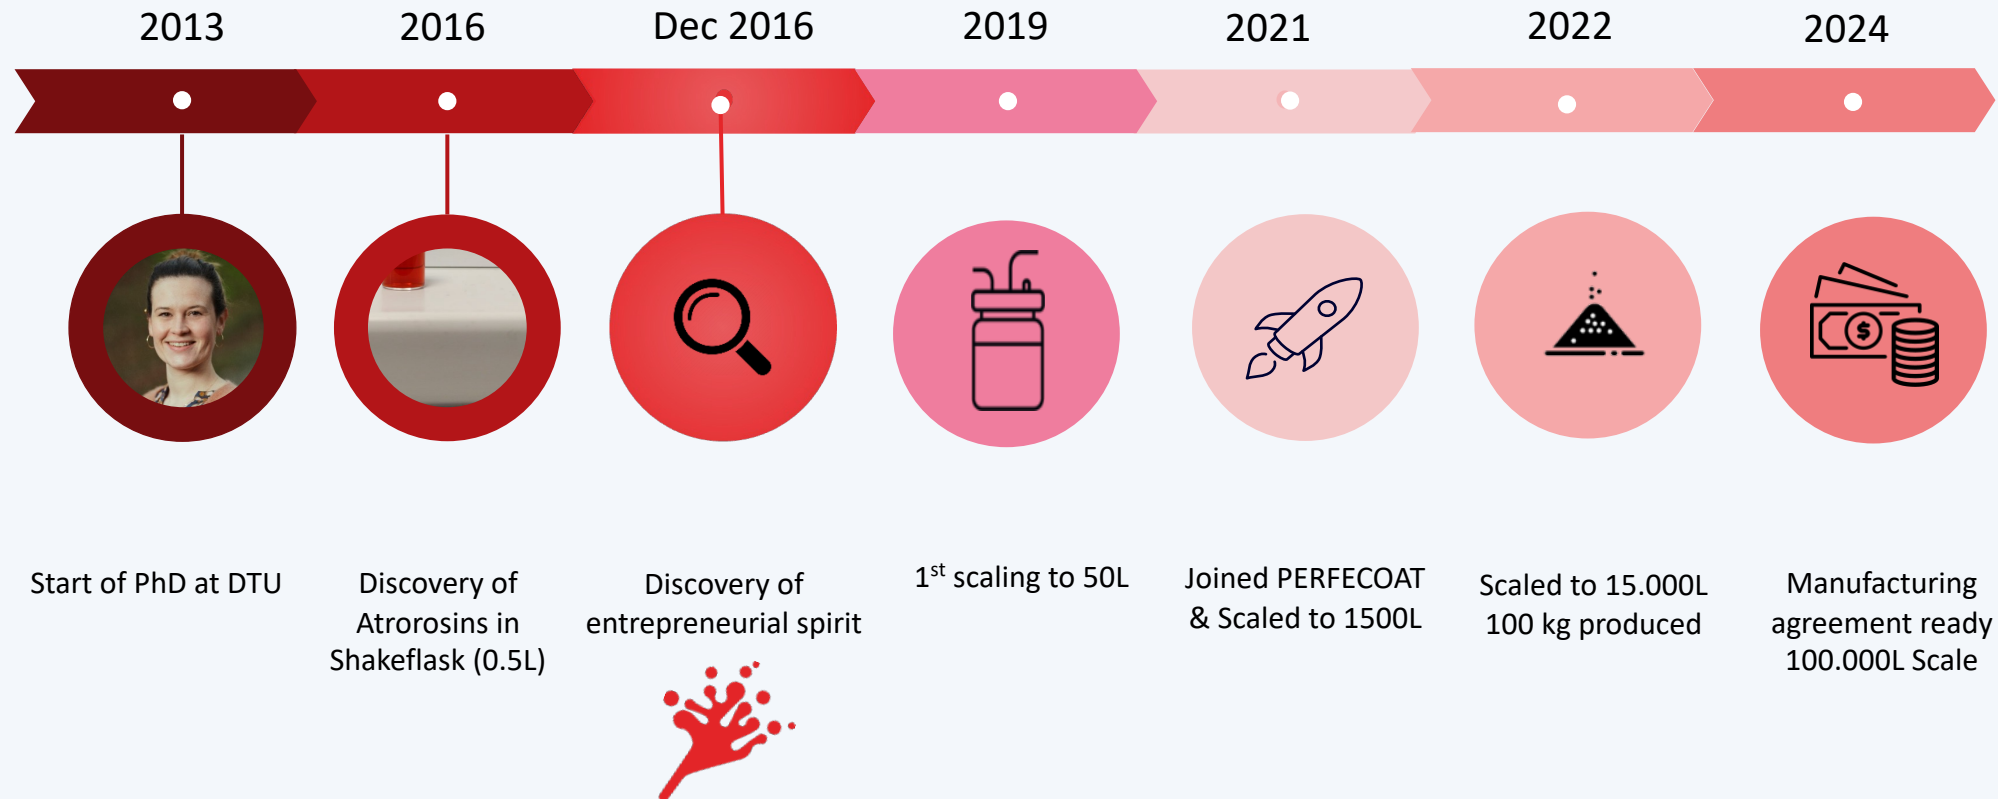 2013
2016
Dec 2016
2019
2021
2022
2024
Start of PhD at DTU
Discovery of
Atrorosins in
Shakeflask (0.5L)
Discovery of
entrepreneurial spirit
1st scaling to 50L
Joined PERFECOAT
& Scaled to 1500L
Scaled to 15.000L
100 kg produced
Manufacturing
agreement ready
100.000L Scale